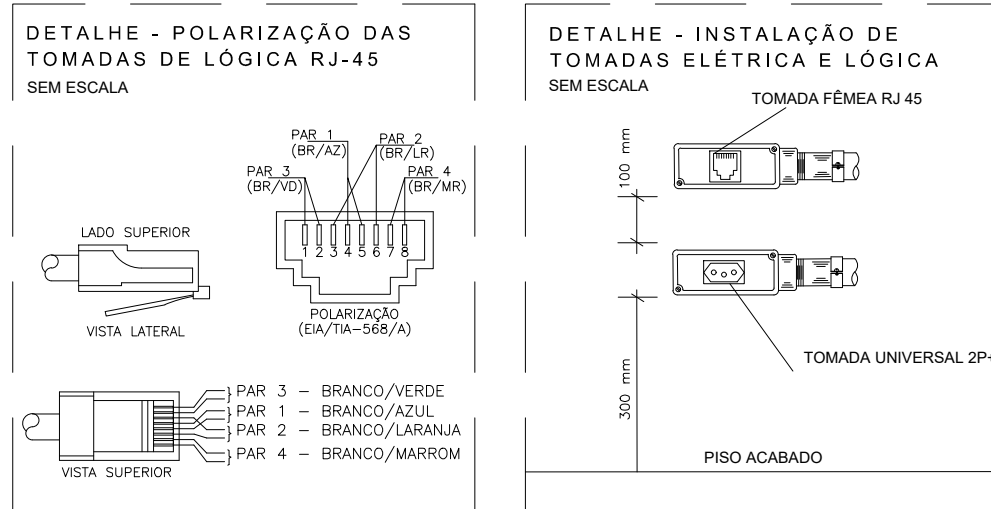 DETALHE - POLARIZAÇÃO DAS
TOMADAS DE LÓGICA RJ-45
SEM ESCALA
PAR 1
(BR/AZ)
PAR 2
(BR/LR)
PAR 3
(BR/VD)
PAR 4
(BR/MR)
1 2 3 4 5 6 7 8
POLARIZAÇÃO
(EIA/TIA-568/A)
LADO SUPERIOR
VISTA LATERAL
PAR 3 - BRANCO/VERDE
PAR 1 - BRANCO/AZUL
PAR 2 - BRANCO/LARANJA
PAR 4 - BRANCO/MARROM
VISTA SUPERIOR
DETALHE - INSTALAÇÃO DE
TOMADAS ELÉTRICA E LÓGICA
SEM ESCALA
TOMADA FÊMEA RJ 45
100 mm
TOMADA UNIVERSAL 2P+
300 mm
PISO ACABADO